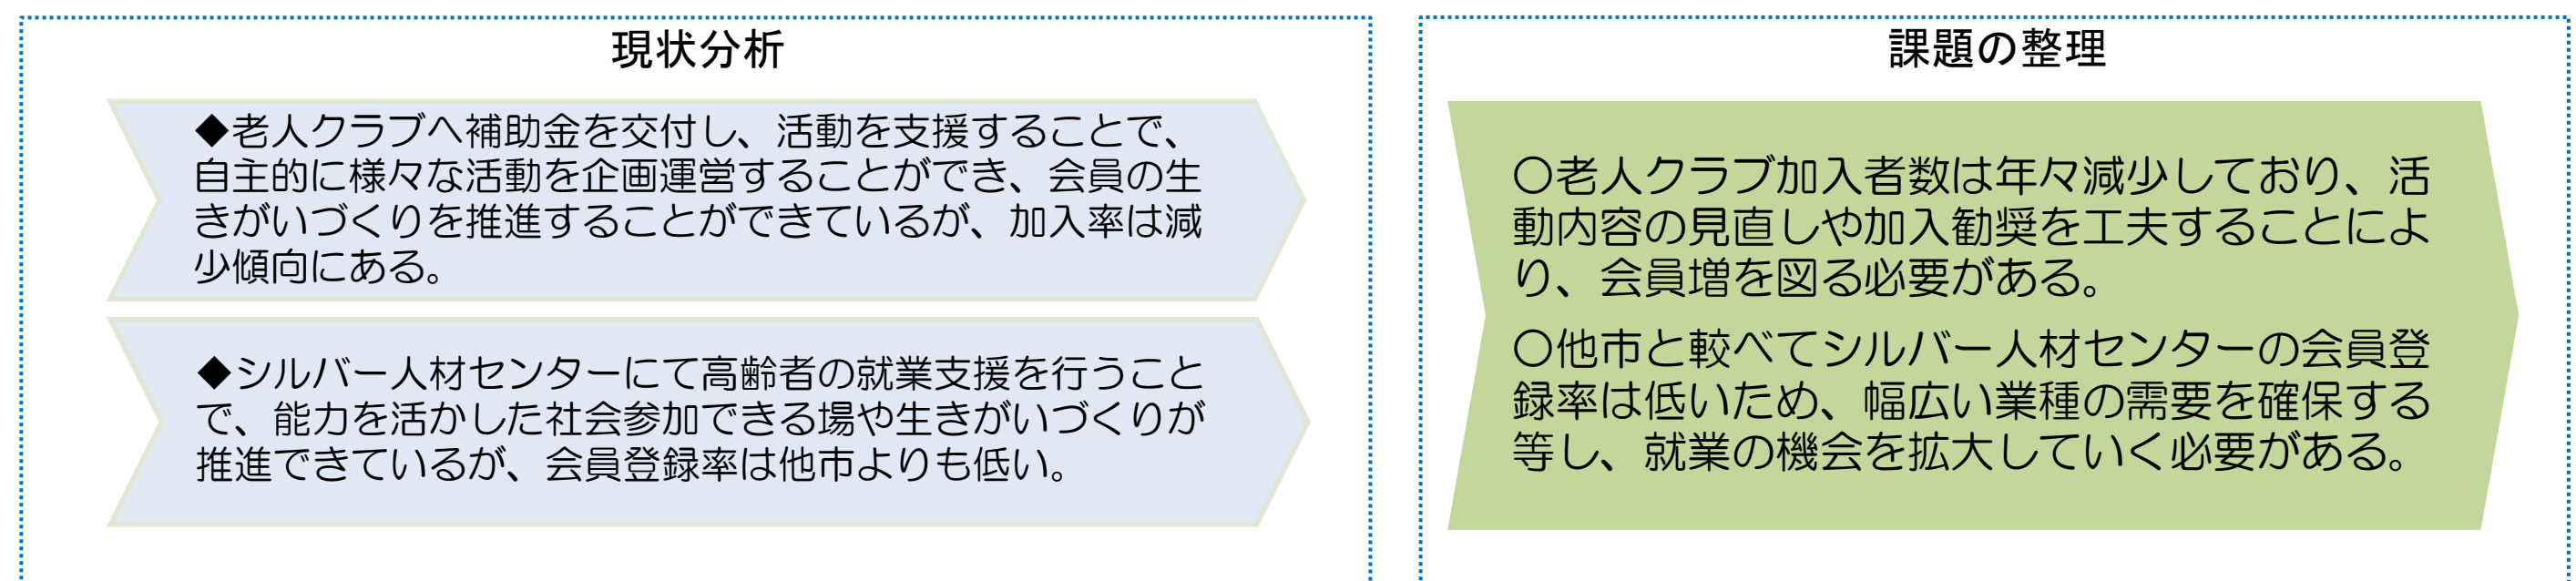 現状分析
◆老人クラブへ補助金を交付し、活動を支援することで、
自主的に様々な活動を企画運営することができ、会員の生
きがいづくりを推進することができているが、加入率は減
少傾向にある。
◆シルバー人材センターにて高齢者の就業支援を行うこと
で、能力を活かした社会参加できる場や生きがいづくりが
推進できているが、会員登録率は他市よりも低い。
課題の整理
○老人クラブ加入者数は年々減少しており、活
動内容の見直しや加入勧奨を工夫することによ
り、会員増を図る必要がある。
○他市と較べてシルバー人材センターの会員登
録率は低いため、幅広い業種の需要を確保する
等し、就業の機会を拡大していく必要がある。